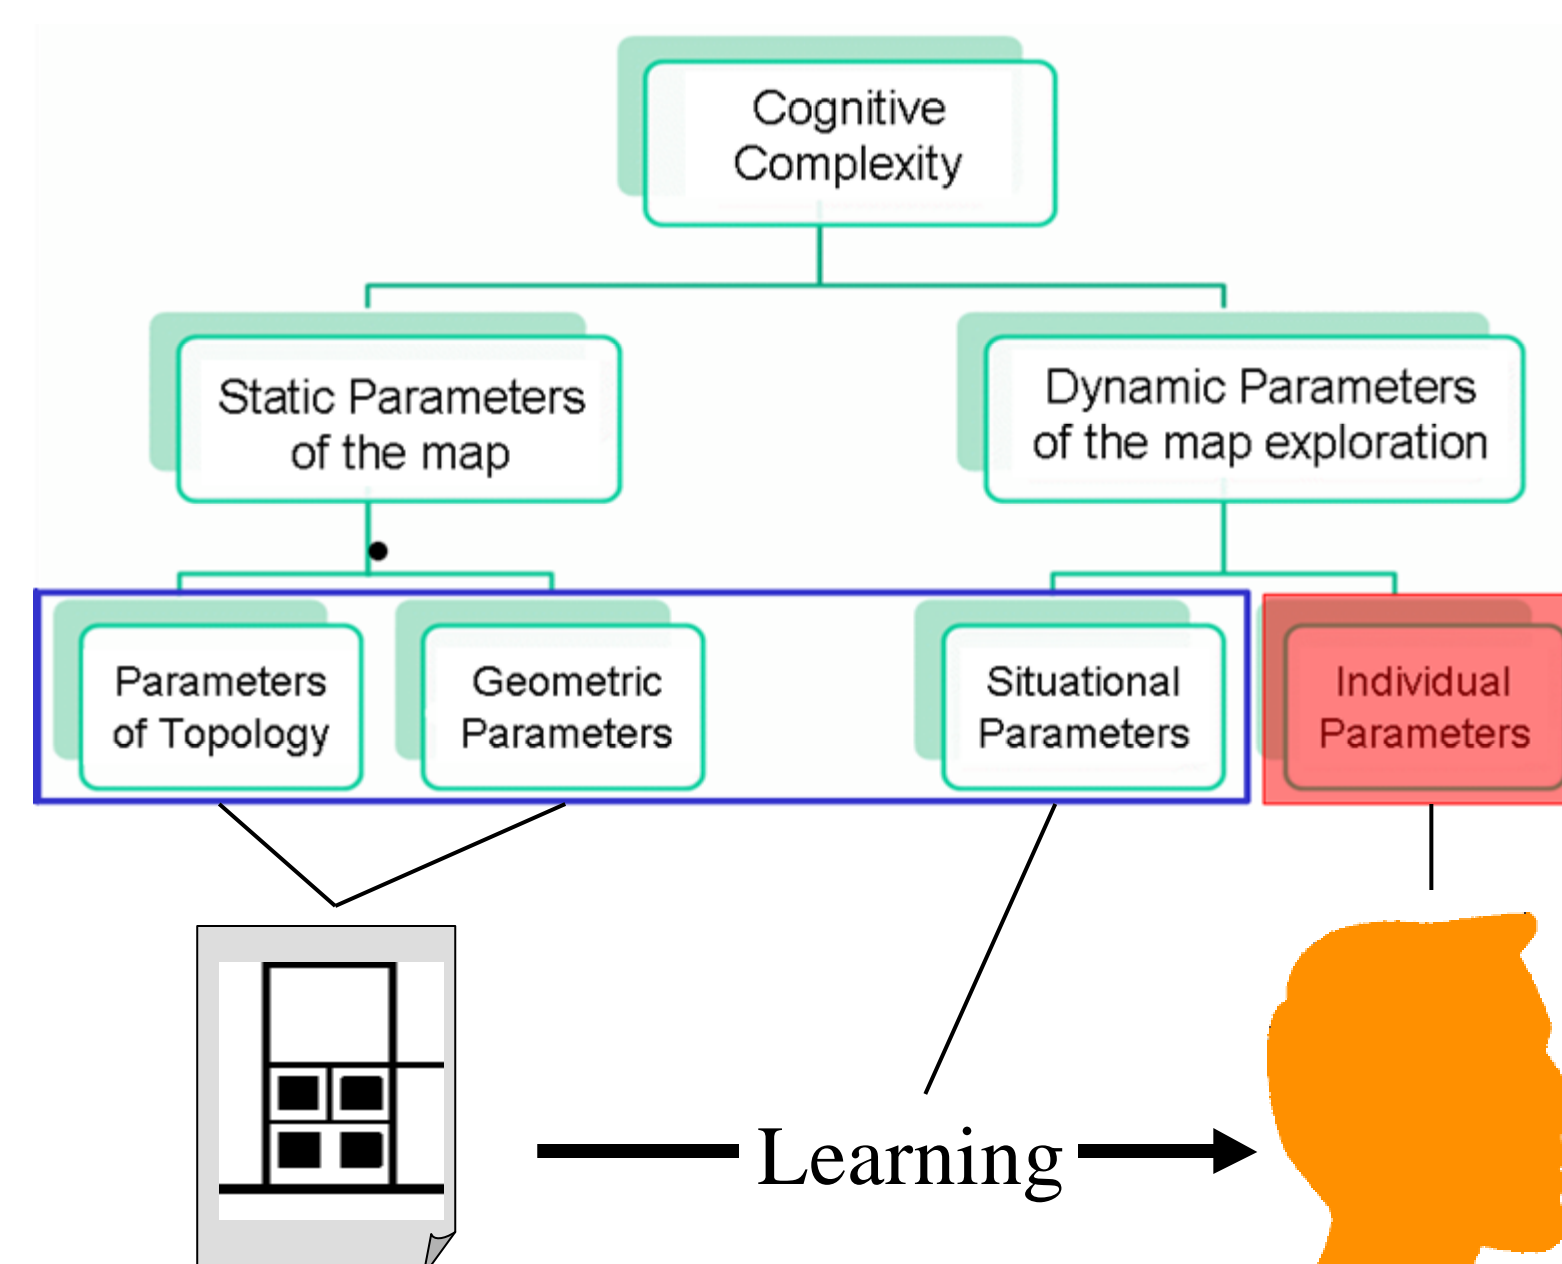 Cognitive
Complexity
Static Parameters
of the map
Dynamic Parameters
of the map exploration
Parameters
of Topology
Geometric
Parameters
Situational
Parameters
Individual
Parameters
Learning